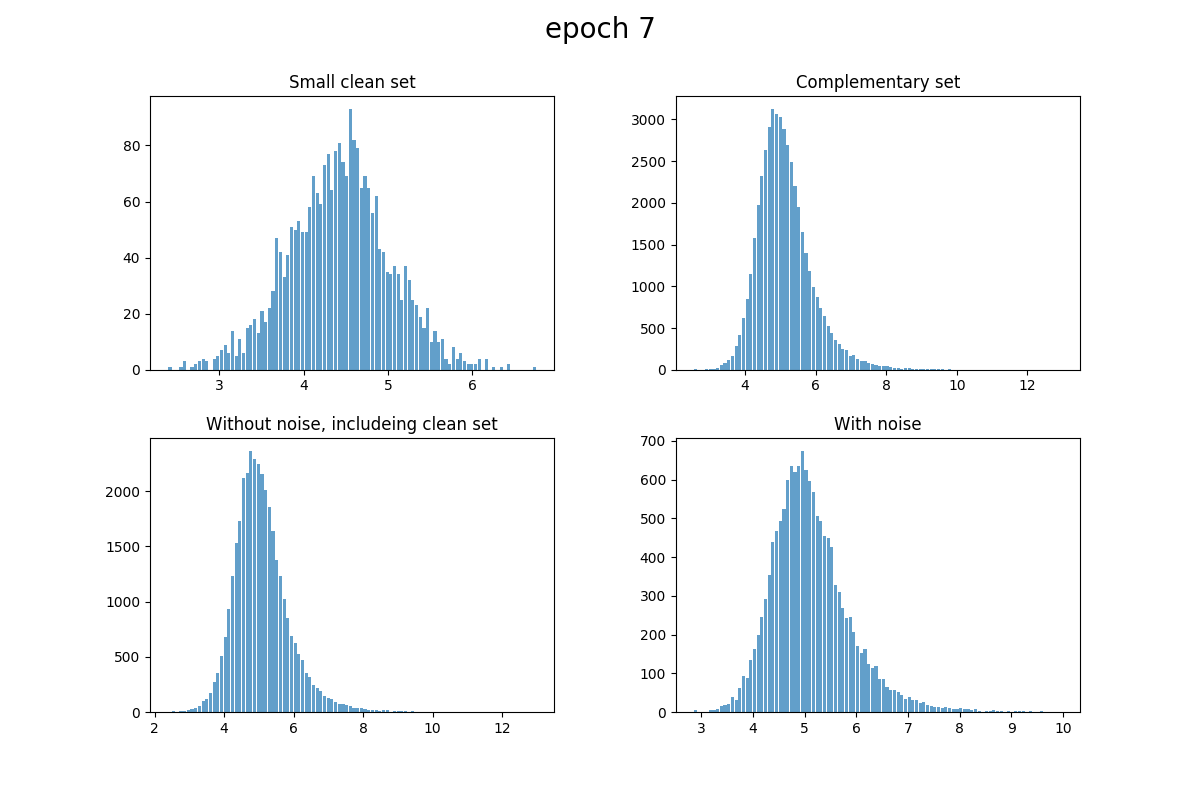 epoch 7
Small clean set
80
60
40
20
0
3 4 5 6
Complementary set
3000
2500
2000
1500
1000
500
0
4 6 8 10 12
Without noise, includeing clean set
2000
1500
1000
500
0
2 4 6 8 10 12
With noise
700
600
500
400
300
200
100
0
3 4 5 6 7 8 9 10